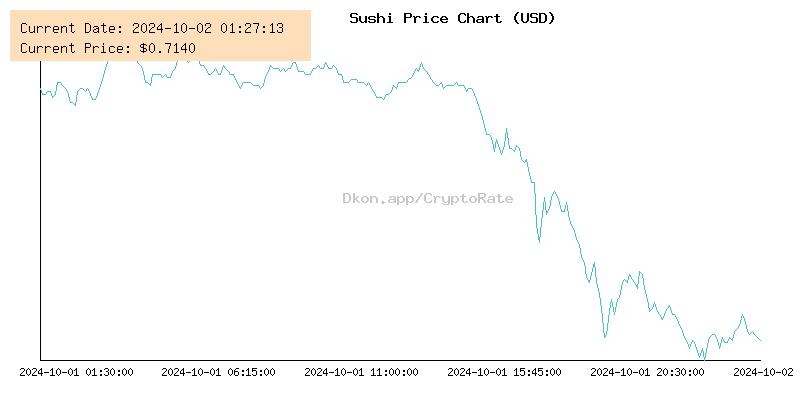 Sushi Price Chart (USD)
Current Date: 2024-10-02 01:27:13
Current Price: $0.7140
Dkon.app/CryptoRate
2024-10-01 01:30:00 2024-10-01 06:15:00 2024-10-01 11:00:00 2024-10-01 15:45:00 2024-10-01 20:30:00 2024-10-02